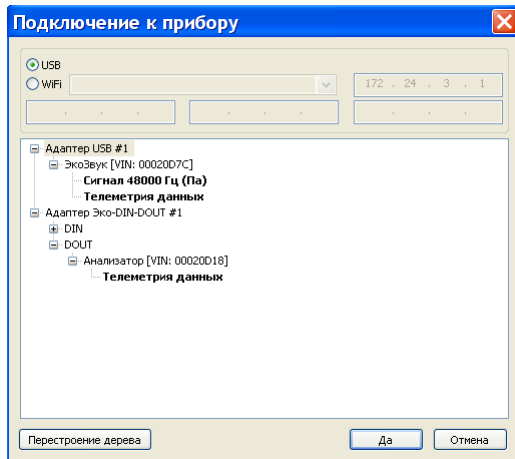 Подключение к прибору
USB
WiFi
172 . 24 . 3 . 1
Адаптер USB #1
ЭкоЗвук [VIN: 00020D7C]
Сигнал 48000 Гц (Па)
Телеметрия данных
Адаптер Эко-DIN-DOUT #1
DIN
DOUT
Анализатор [VIN: 00020D18]
Телеметрия данных
Перестроение дерева
Да
Отмена